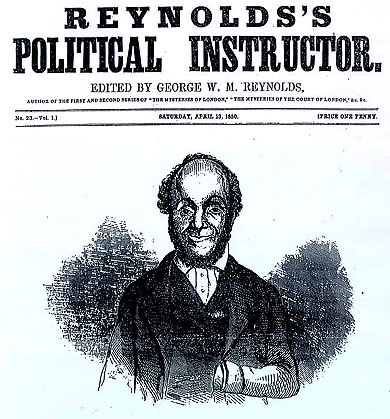 REYNOLDS'S
POLITICAL INSTRUCTOR.
EDITED BY GEORGE W. M. REYNOLDS,
AUTHOR OF THE FIRST AND SECOND SERIES OF "THE MYSTERIES OF LONDON," "THE MYSTERIES OF THE COURT OF LONDON," &c. &c.
No. 23.—Vol. 1.] SATURDAY, APRIL 13, 1850. [PRICE ONE PENNY.